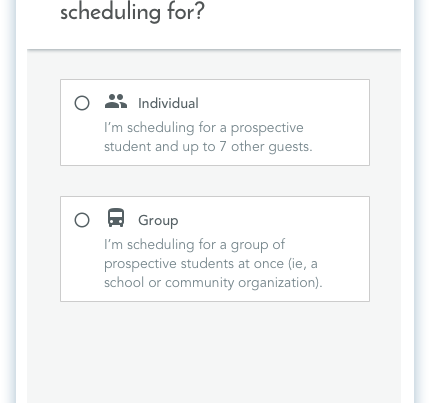 scheduling for?
Individual
I'm scheduling for a prospective
student and up to 7 other guests.
Group
I'm scheduling for a group of
prospective students at once (ie, a
school or community organization).